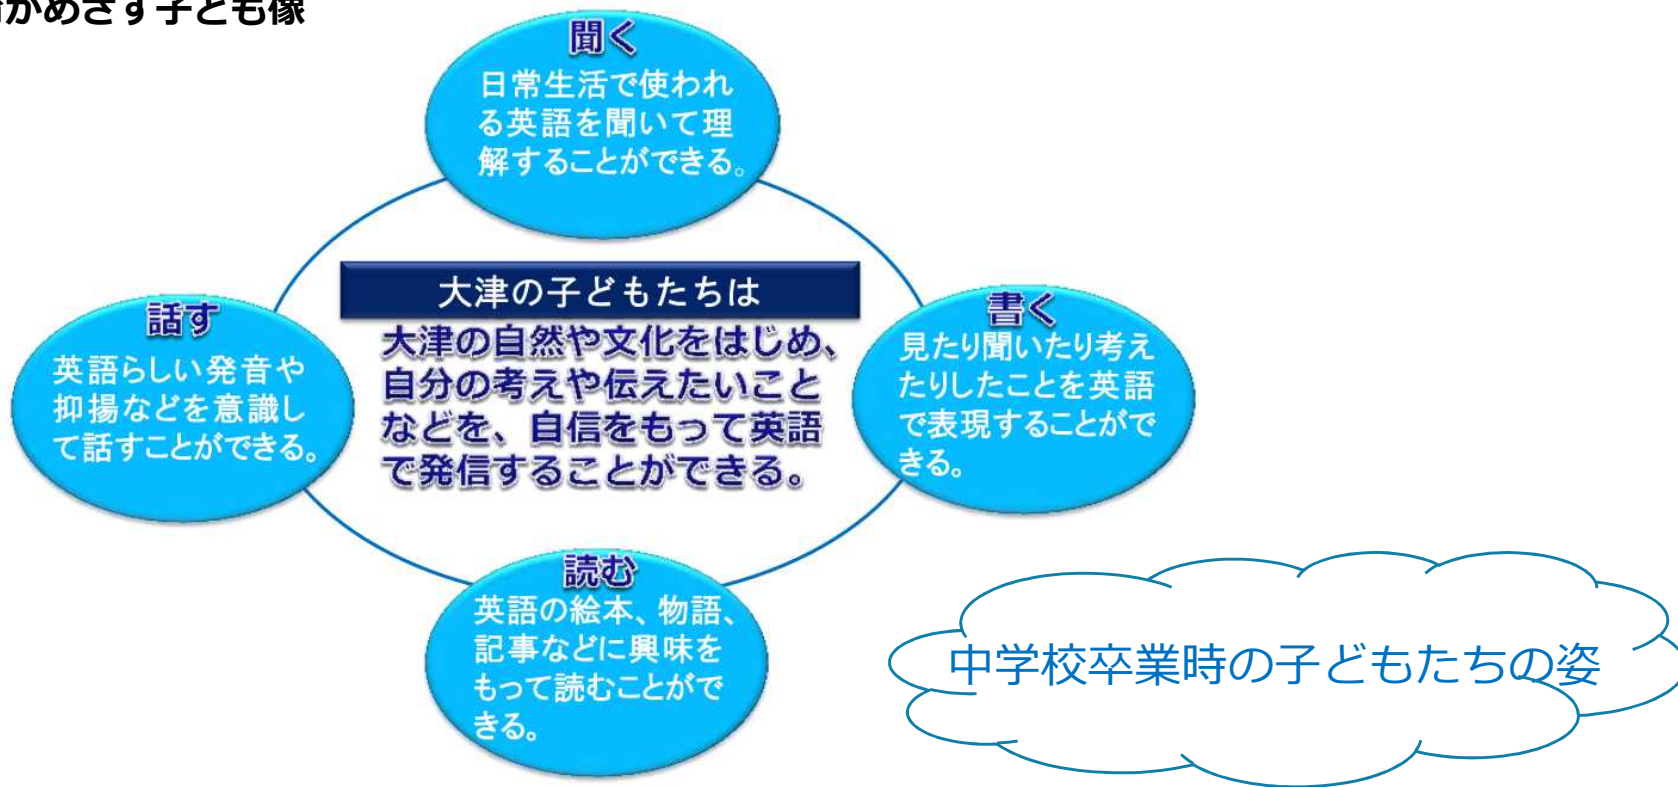 がめざす子ども像
聞く
日常生活で使われ
る英語を聞いて理
解することができる。
大津の子どもたちは
大津の自然や文化をはじめ、
自分の考えや伝えたいこと
などを、自信をもって英語
で発信することができる。
話す
英語らしい発音や
抑揚などを意識し
て話すことができる。
書く
見たり聞いたり考え
たりしたことを英語
で表現することがで
きる。
読む
英語の絵本、物語、
記事などに興味を
もって読むことがで
きる。
中学校卒業時の子どもたちの姿